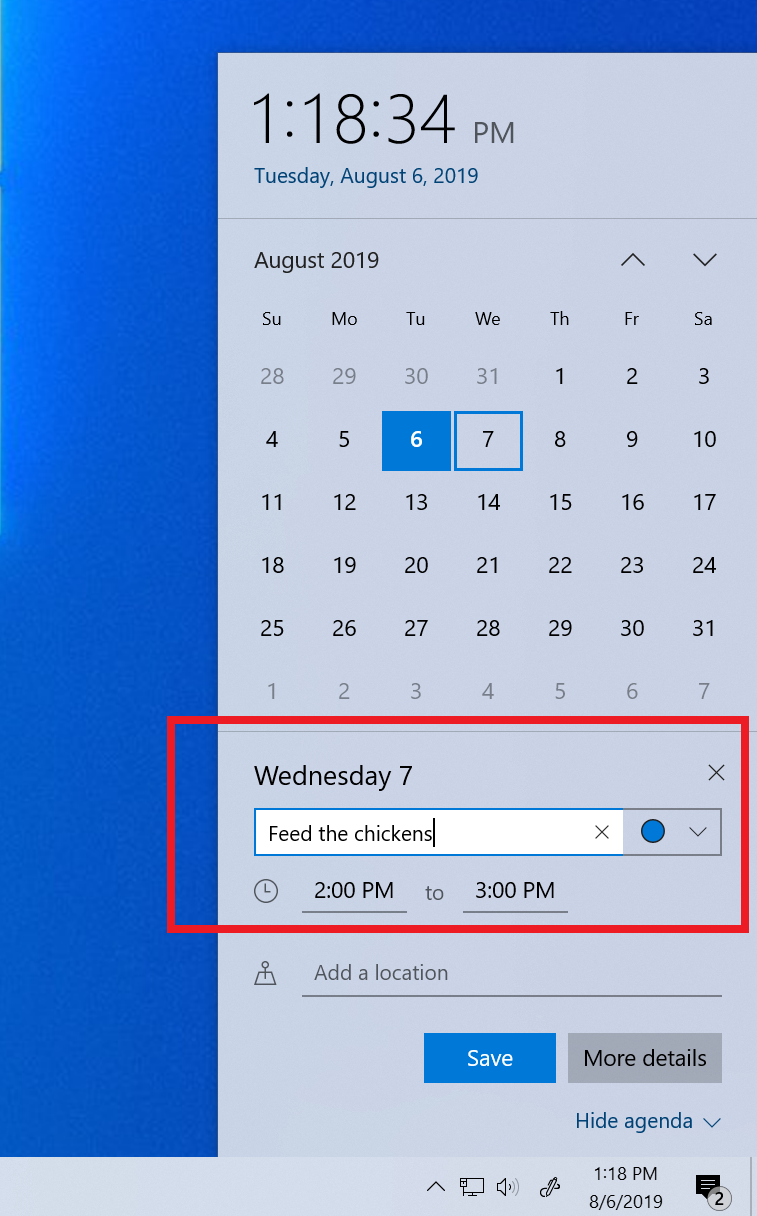 1:18:34 PM
Tuesday, August 6, 2019
August 2019
Su Mo Tu We Th Fr Sa
28 29 30 31 1 2 3
4 5 6 7 8 9 10
11 12 13 14 15 16 17
18 19 20 21 22 23 24
25 26 27 28 29 30 31
1 2 3 4 5 6 7
Wednesday 7
Feed the chickens
2:00 PM to 3:00 PM
Add a location
Save More details
Hide agenda
1:18 PM
8/6/2019
2